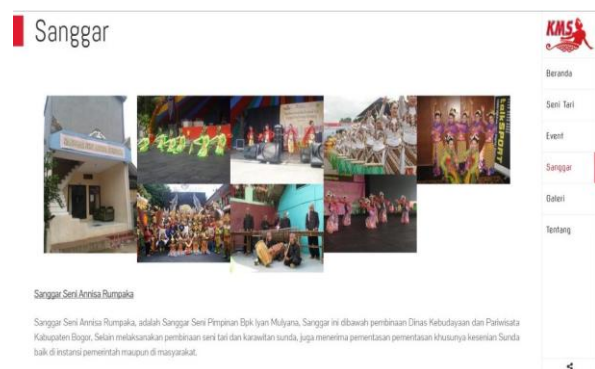 Sanggar
KMS
Beranda
Seni Tari
Event
Sanggar
Galeri
Tentang
talkSPORT
Sanggar Seni Annisa Rumpaka
Sanggar Seni Annisa Rumpaka, adalah Sanggar Seni Pimpinan Bpk Iyan Mulyana, Sanggar ini dibawah pembinaan Dinas Kebudayaan dan Pariwisata
Kabupaten Bogor, Selain melaksanakan pembinaan seni tari dan karawitan sunda, juga menerima pementasan pementasan khusunya kesenian Sunda
baik di instansi pemerintah maupun di masyarakat.